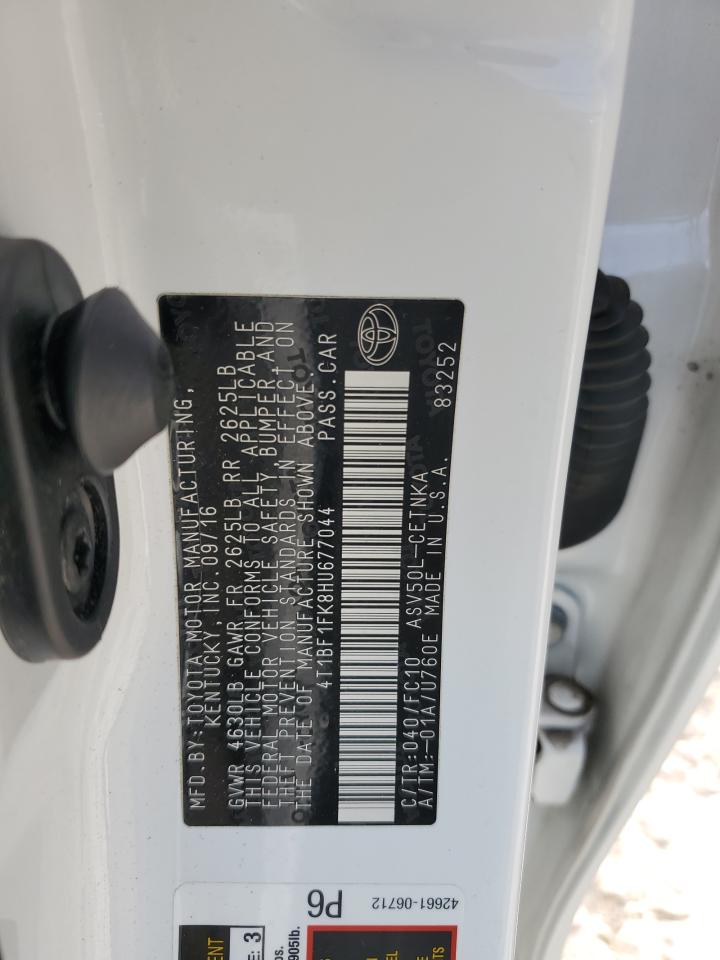 MFD. BY: TOYOTA MOTOR MANUFACTURING,
KENTUCKY, INC. 09/16
GVWR 4630LB GAWR FR 2625LB RR 2625LB
THIS VEHICLE CONFORMS TO ALL APPLICABLE
FEDERAL MOTOR VEHICLE SAFETY, BUMPER, AND
THEFT PREVENTION STANDARDS IN EFFECT ON
THE DATE OF MANUFACTURE SHOWN ABOVE.
4T1BF1FK8HU677044 PASS. CAR
C/TR: 040/FC10 ASV50L-CETNKA
A/TM: -01A/U760E MADE IN U.S.A. 83252
P6
42661-06712
3
905lb.